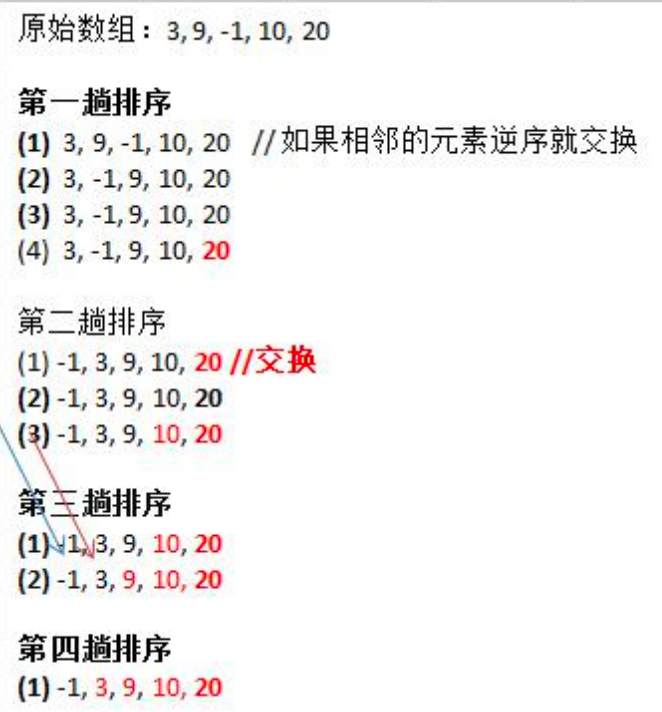 原始数组：3, 9, -1, 10, 20
第一趟排序
(1) 3, 9, -1, 10, 20 //如果相邻的元素逆序就交换
(2) 3, -1, 9, 10, 20
(3) 3, -1, 9, 10, 20
(4) 3, -1, 9, 10, 20
第二趟排序
(1) -1, 3, 9, 10, 20 //交换
(2) -1, 3, 9, 10, 20
(3) -1, 3, 9, 10, 20
第三趟排序
(1) -1, 3, 9, 10, 20
(2) -1, 3, 9, 10, 20
第四趟排序
(1) -1, 3, 9, 10, 20